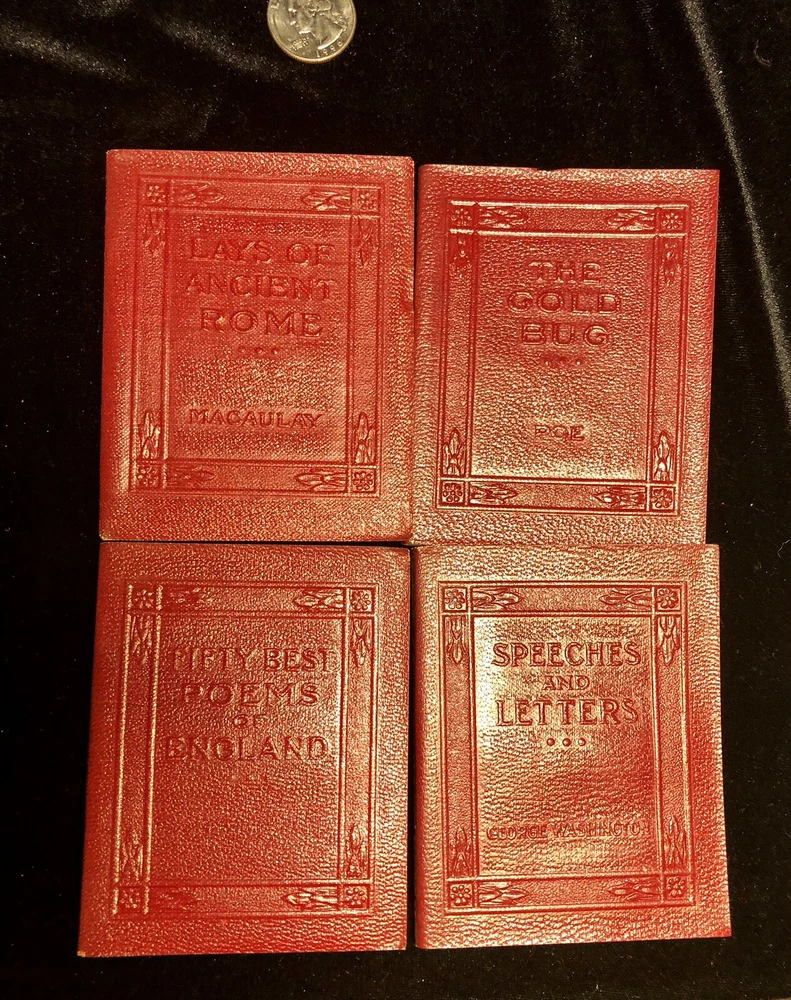 LAYS OF
ANCIENT
ROME
MACAULAY
THE
GOLD
BUG
POE
FIFTY BEST
POEMS
OF
ENGLAND
SPEECHES
AND
LETTERS
GEORGE WASHINGTON